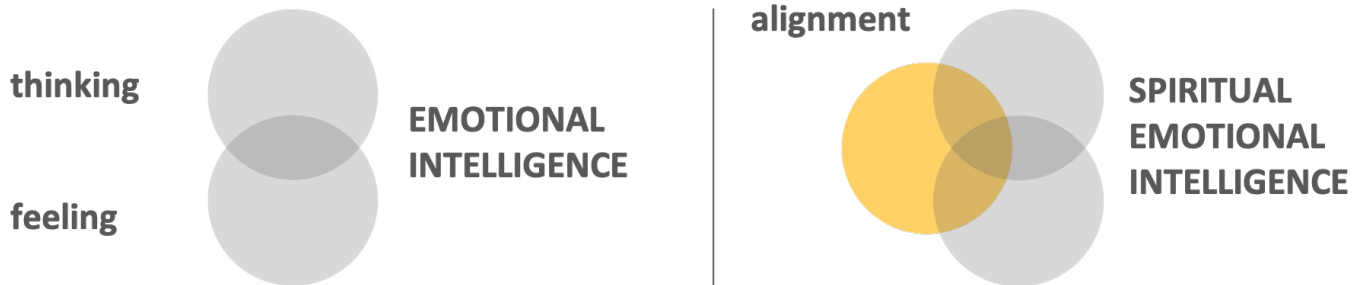 thinking
feeling
EMOTIONAL
INTELLIGENCE
alignment
SPIRITUAL
EMOTIONAL
INTELLIGENCE